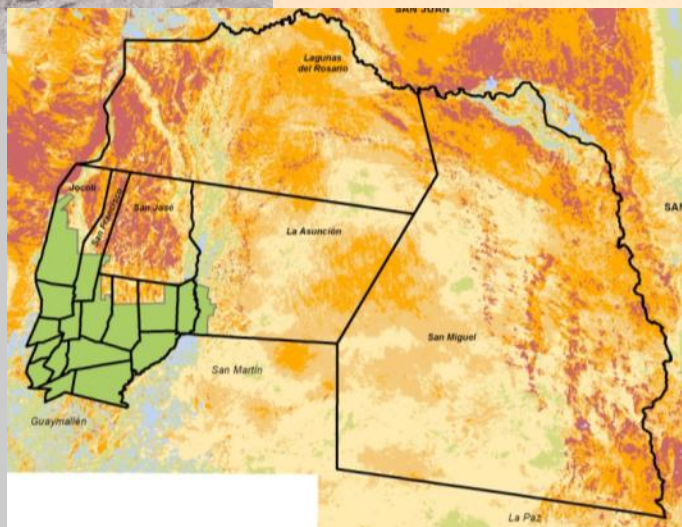 SAN JUAN
Lagunas
del Rosario
Jocolí
San Francisco
San José
SAN
La Asunción
San Miguel
San Martín
Guaymallén
La Paz